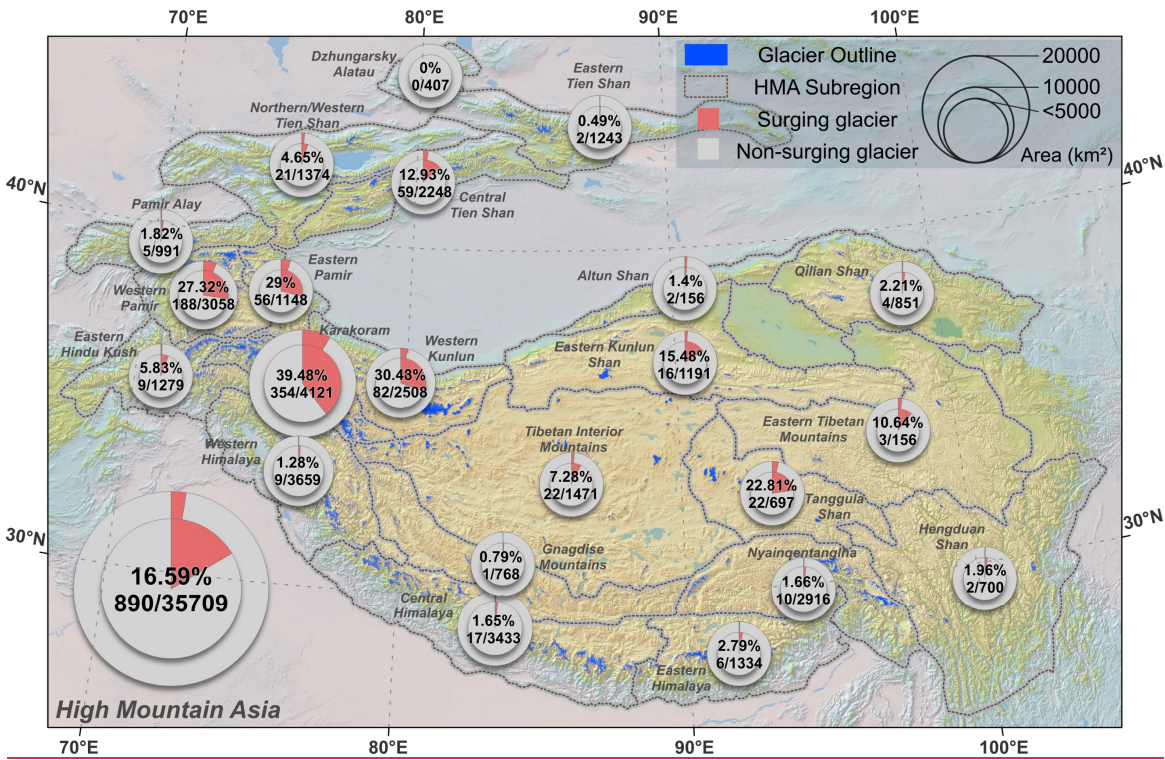 70°E
80°E
90°E
100°E
Dzhungarsky
Alatau
0%
0/407
Eastern
Tien Shan
0.49%
2/1243
Glacier Outline
HMA Subregion
Surging glacier
Non-surging glacier
20000
10000
<5000
Area (km²)
Northern/Western
Tien Shan
4.65%
21/1374
12.93%
59/2248
Central
Tien Shan
40°N
40°N
Pamir Alay
1.82%
5/991
Western
Pamir
27.32%
188/3058
Eastern
Pamir
29%
56/1148
Altun Shan
1.4%
2/156
Qilian Shan
2.21%
4/851
Eastern
Hindu Kush
5.83%
9/1279
Karakoram
39.48%
354/4121
Western
Kunlun
30.43%
82/2508
Eastern Kunlun
Shan
15.48%
16/1191
Western
Himalaya
1.28%
9/3659
Tibetan Interior
Mountains
7.28%
22/1471
Eastern Tibetan
Mountains
10.64%
3/156
22.81%
22/697
Tanggula
Shan
30°N
30°N
Hengduan
Shan
1.96%
2/700
0.79%
1/768
Gnagdise
Mountains
Nyainqentanglha
1.66%
10/2916
Central
Himalaya
1.65%
17/3433
2.79%
6/1334
Eastern
Himalaya
16.59%
890/35709
High Mountain Asia
70°E
80°E
90°E
100°E